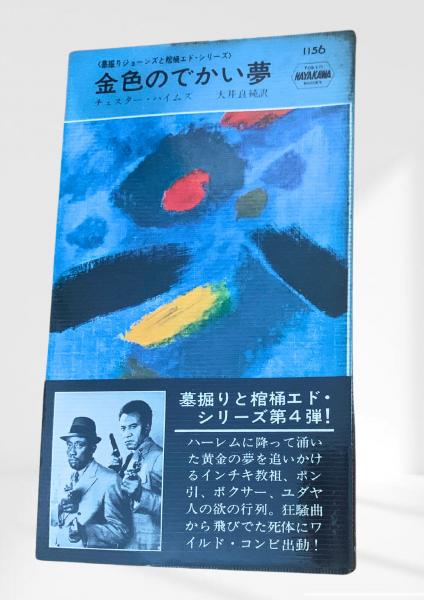 〈墓掘りジョーンズと棺桶エド・シリーズ〉
1156
金色のでかい夢
HAYAKAWA
チェスター・ハイムズ 大井良純訳
墓掘りと棺桶エド・
シリーズ第4弾!
ハーレムに降って涌い
た黄金の夢を追いかけ
るインチキ教祖、ポン
引、ボクサー、ユダヤ
人の欲の行列。狂騒曲
から飛びでた死体にワ
イルド・コンビ出動!